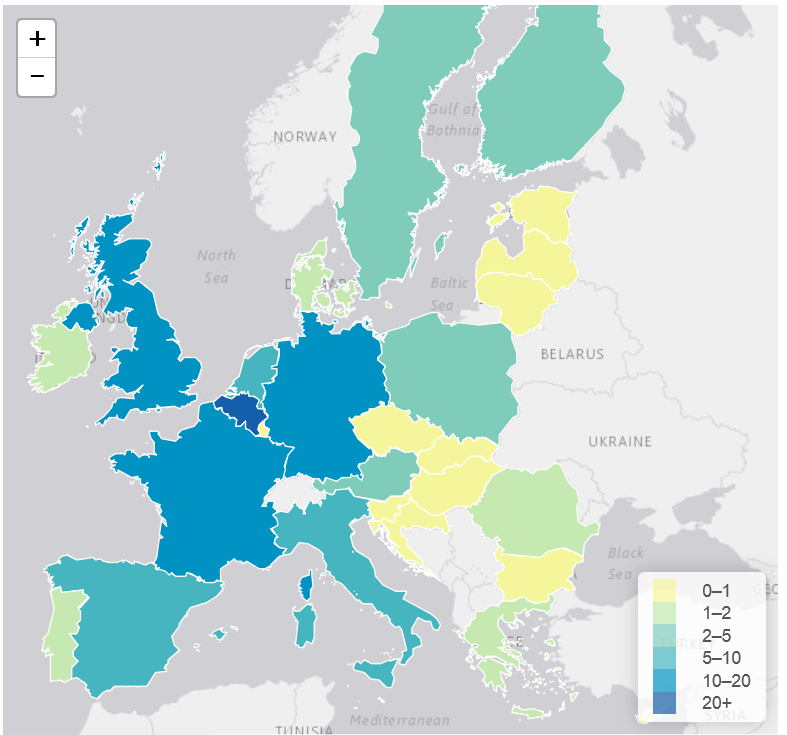 +
−
NORWAY
Gulf of
Bothnia
North
Sea
Baltic
Sea
BELARUS
UKRAINE
Black
Sea
0–1
1–2
2–5
5–10
10–20
20+
TURKEY
SYRIA
TUNISIA
Mediterranean